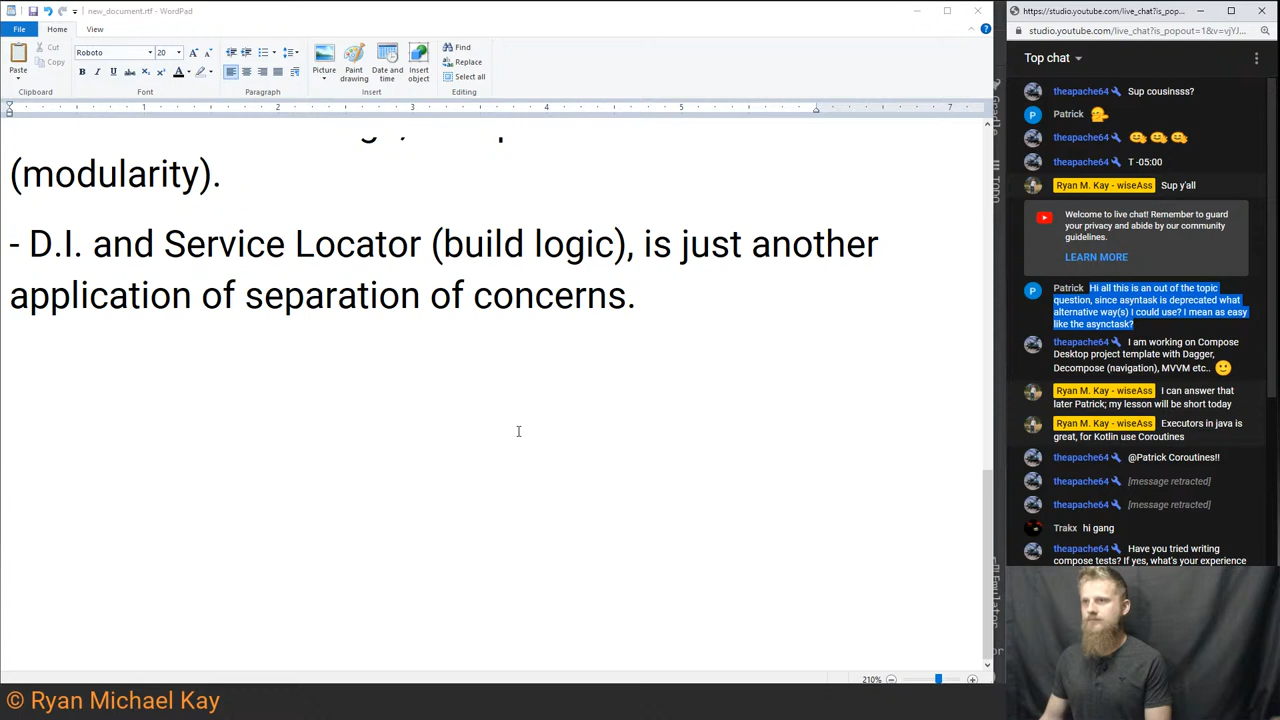 new_document.rtf - WordPad
File
Home
View
Paste
Cut
Copy
Clipboard
Roboto
20
Font
Paragraph
Picture
Paint
drawing
Date and
time
Insert
object
Insert
Find
Replace
Select all
Editing
1
2
3
4
5
7
(modularity).
- D.I. and Service Locator (build logic), is just another
application of separation of concerns.
210%
© Ryan Michael Kay
https://studio.youtube.com/live_chat?is_pop...
studio.youtube.com/live_chat?is_popout=1&v=vjYJ...
Top chat
theapache64 Sup cousinsss?
Patrick
theapache64
theapache64 T -05:00
Ryan M. Kay - wiseAss Sup y'all
Welcome to live chat! Remember to guard
your privacy and abide by our community
guidelines.
LEARN MORE
Patrick Hi all this is an out of the topic
question, since asyntask is deprecated what
alternative way(s) I could use? I mean as easy
like the asynctask?
theapache64 I am working on Compose
Desktop project template with Dagger,
Decompose (navigation), MVVM etc..
Ryan M. Kay - wiseAss I can answer that
later Patrick; my lesson will be short today
Ryan M. Kay - wiseAss Executors in java is
great, for Kotlin use Coroutines
theapache64 @Patrick Coroutines!!
theapache64 [message retracted]
theapache64 [message retracted]
Trakx hi gang
theapache64 Have you tried writing
compose tests? If yes, what's your experience